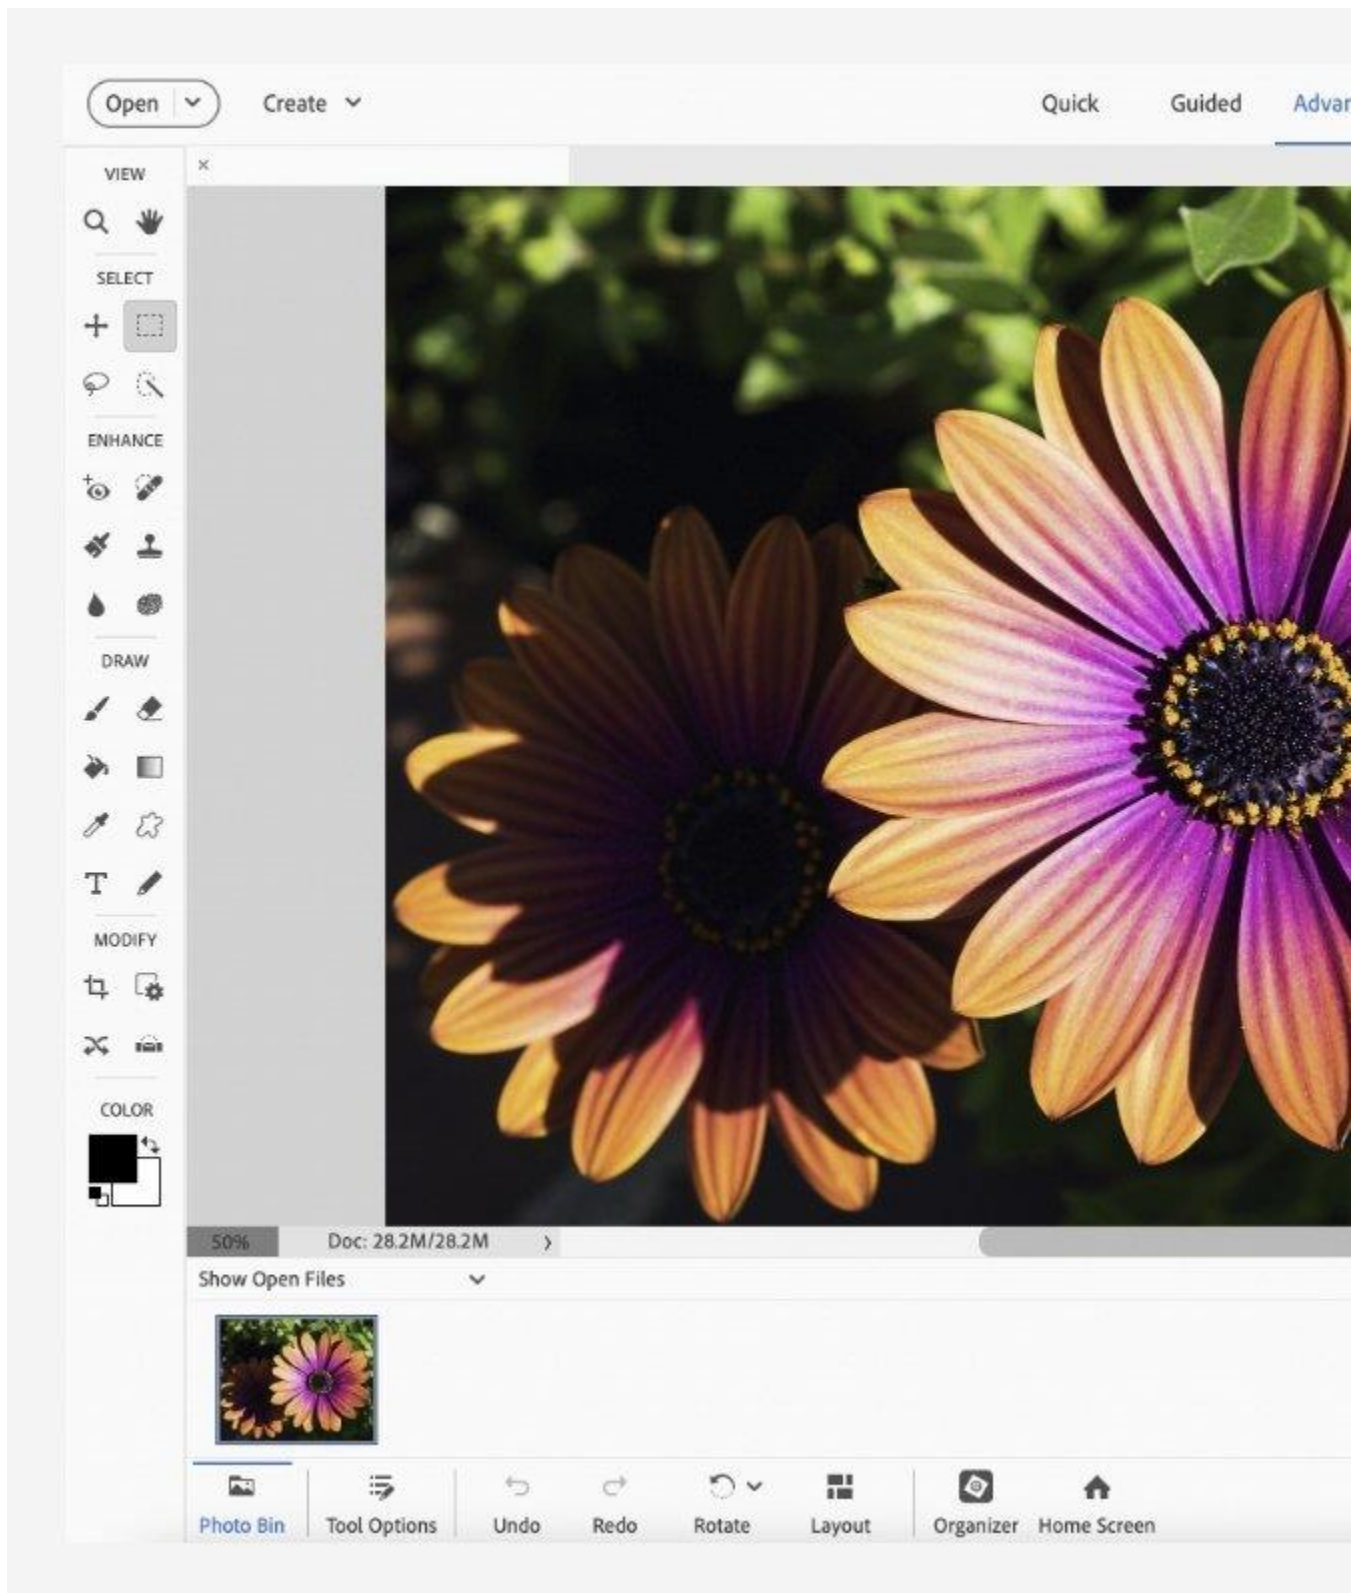 Open
Create
Quick
Guided
Advan
VIEW
×
SELECT
ENHANCE
DRAW
T
MODIFY
COLOR
50%
Doc: 28.2M/28.2M
Show Open Files
Photo Bin
Tool Options
Undo
Redo
Rotate
Layout
Organizer
Home Screen